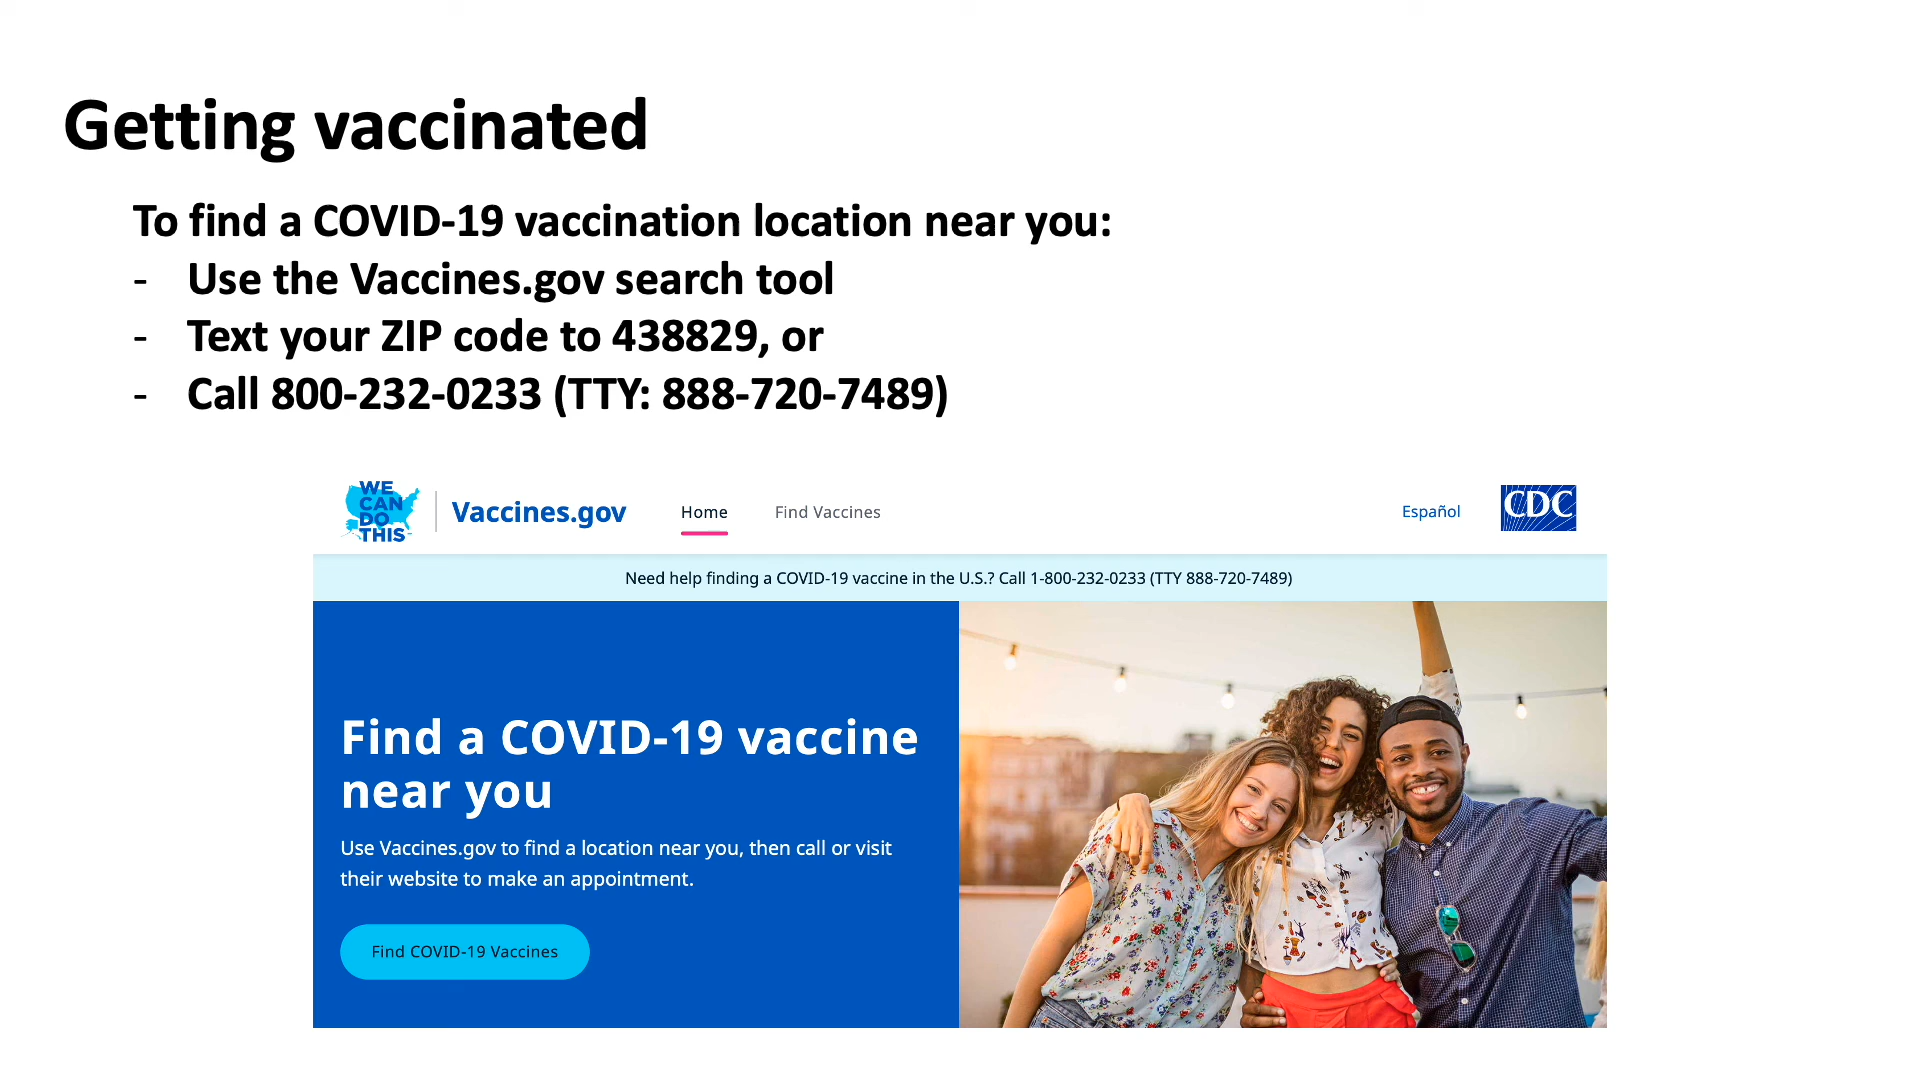 Getting vaccinated
To find a COVID-19 vaccination location near you:
- Use the Vaccines.gov search tool
- Text your ZIP code to 438829, or
- Call 800-232-0233 (TTY: 888-720-7489)
WE
CAN
DO
THIS
Vaccines.gov
Home
Find Vaccines
Español
CDC
Need help finding a COVID-19 vaccine in the U.S.? Call 1-800-232-0233 (TTY 888-720-7489)
Find a COVID-19 vaccine
near you
Use Vaccines.gov to find a location near you, then call or visit
their website to make an appointment.
Find COVID-19 Vaccines